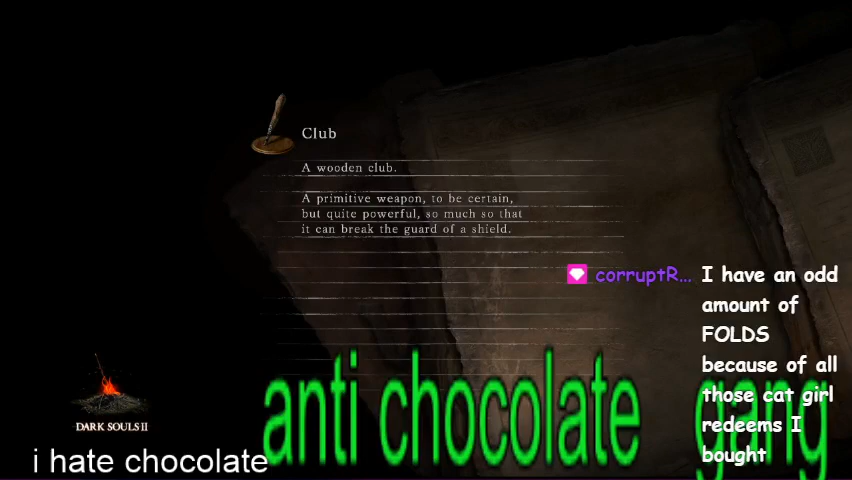 Club
A wooden club.
A primitive weapon, to be certain,
but quite powerful, so much so that
it can break the guard of a shield.
corruptR... I have an odd
amount of
FOLDS
because of all
those cat girl
redeems I
bought
anti chocolate gang
DARK SOULS II
i hate chocolate